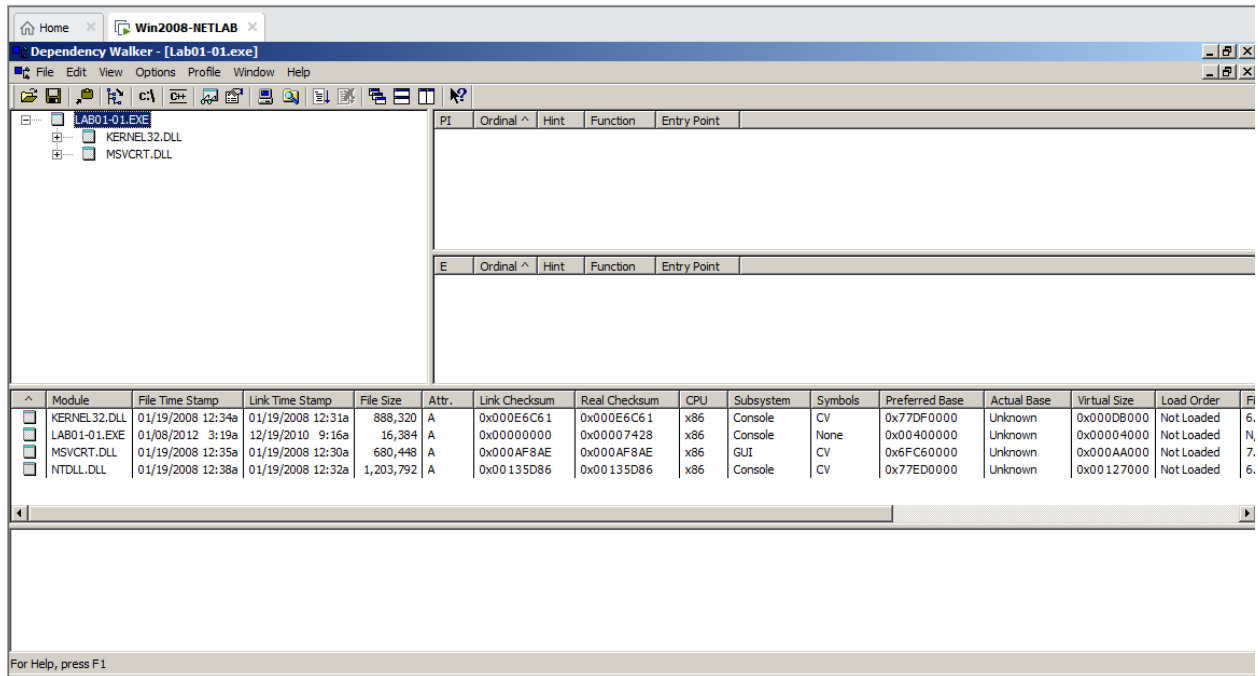 Home × Win2008-NETLAB ×
Dependency Walker - [Lab01-01.exe]
File Edit View Options Profile Window Help
c:\ C++
LAB01-01.EXE
KERNEL32.DLL
MSVCRT.DLL
PI Ordinal ^ Hint Function Entry Point
E Ordinal ^ Hint Function Entry Point
^ Module File Time Stamp Link Time Stamp File Size Attr. Link Checksum Real Checksum CPU Subsystem Symbols Preferred Base Actual Base Virtual Size Load Order Fi
KERNEL32.DLL 01/19/2008 12:34a 01/19/2008 12:31a 888,320 A 0x000E6C61 0x000E6C61 x86 Console CV 0x77DF0000 Unknown 0x000DB000 Not Loaded 6.
LAB01-01.EXE 01/08/2012 3:19a 12/19/2010 9:16a 16,384 A 0x00000000 0x00007428 x86 Console None 0x00400000 Unknown 0x00004000 Not Loaded N,
MSVCRT.DLL 01/19/2008 12:35a 01/19/2008 12:30a 680,448 A 0x000AF8AE 0x000AF8AE x86 GUI CV 0x6FC60000 Unknown 0x000AA000 Not Loaded 7.
NTDLL.DLL 01/19/2008 12:38a 01/19/2008 12:32a 1,203,792 A 0x00135D86 0x00135D86 x86 Console CV 0x77ED0000 Unknown 0x00127000 Not Loaded 6.
For Help, press F1